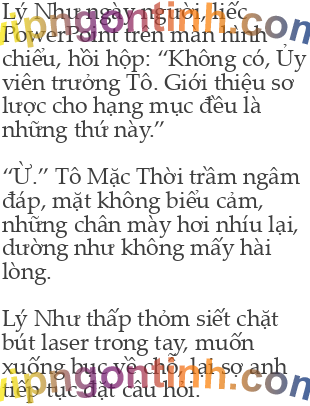 Lý Như ngây người, liếc
PowerPoint trên màn hình
chiếu, hồi hộp: “Không có, Ủy
viên trưởng Tô. Giới thiệu sơ
lược cho hạng mục đều là
những thứ này.”
“Ừ.” Tô Mặc Thời trầm ngâm
đáp, mặt không biểu cảm,
những chân mày hơi nhíu lại,
dường như không mấy hài
lòng.
Lý Như thấp thỏm siết chặt
bút laser trong tay, muốn
xuống bục về chỗ, lại sợ anh
tiếp tục đặt câu hỏi.